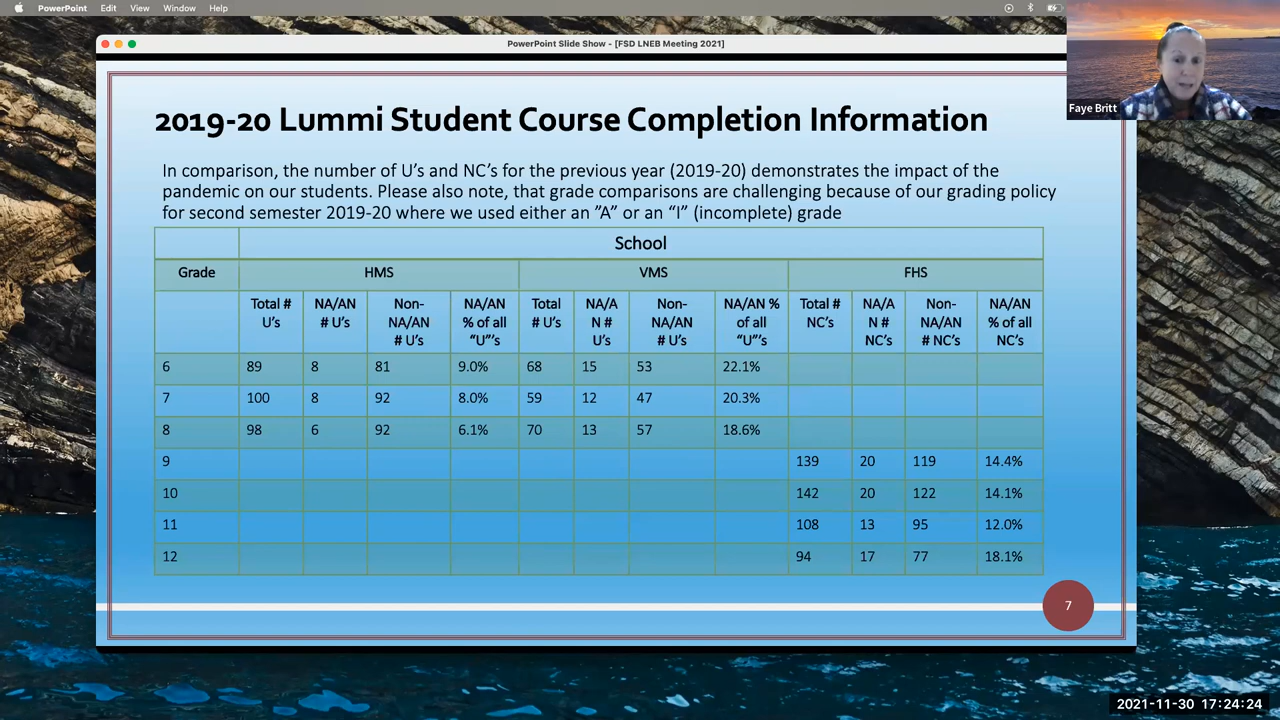 PowerPoint Edit View Window Help
PowerPoint Slide Show - [FSD LNEB Meeting 2021]
Faye Britt
2019-20 Lummi Student Course Completion Information
In comparison, the number of U's and NC's for the previous year (2019-20) demonstrates the impact of the
pandemic on our students. Please also note, that grade comparisons are challenging because of our grading policy
for second semester 2019-20 where we used either an ”A” or an “I” (incomplete) grade
School
Grade HMS VMS FHS
Total # U's NA/AN # U's Non-NA/AN # U's NA/AN % of all “U”'s Total # U's NA/A N # U's Non-NA/AN # U's NA/AN % of all “U”'s Total # NC's NA/A N # NC's Non-NA/AN # NC's NA/AN % of all NC's
6 89 8 81 9.0% 68 15 53 22.1%
7 100 8 92 8.0% 59 12 47 20.3%
8 98 6 92 6.1% 70 13 57 18.6%
9 139 20 119 14.4%
10 142 20 122 14.1%
11 108 13 95 12.0%
12 94 17 77 18.1%
7
2021-11-30 17:24:24